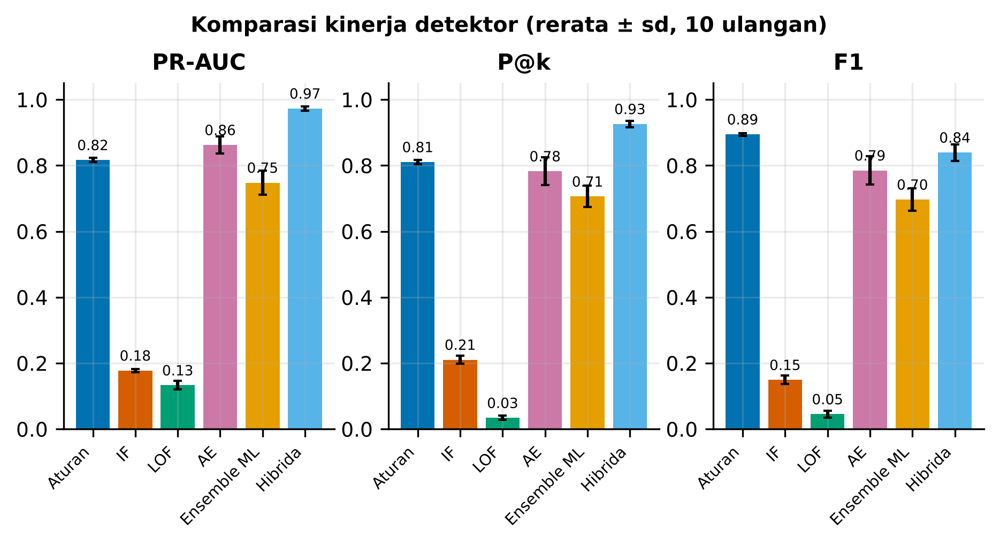 Komparasi kinerja detektor (rerata ± sd, 10 ulangan)
PR-AUC
1.0
0.8
0.6
0.4
0.2
0.0
0.82
0.18
0.13
0.86
0.75
0.97
Aturan
IF
LOF
AE
Ensemble ML
Hibrida
P@k
1.0
0.8
0.6
0.4
0.2
0.0
0.81
0.21
0.03
0.78
0.71
0.93
Aturan
IF
LOF
AE
Ensemble ML
Hibrida
F1
1.0
0.8
0.6
0.4
0.2
0.0
0.89
0.15
0.05
0.79
0.70
0.84
Aturan
IF
LOF
AE
Ensemble ML
Hibrida